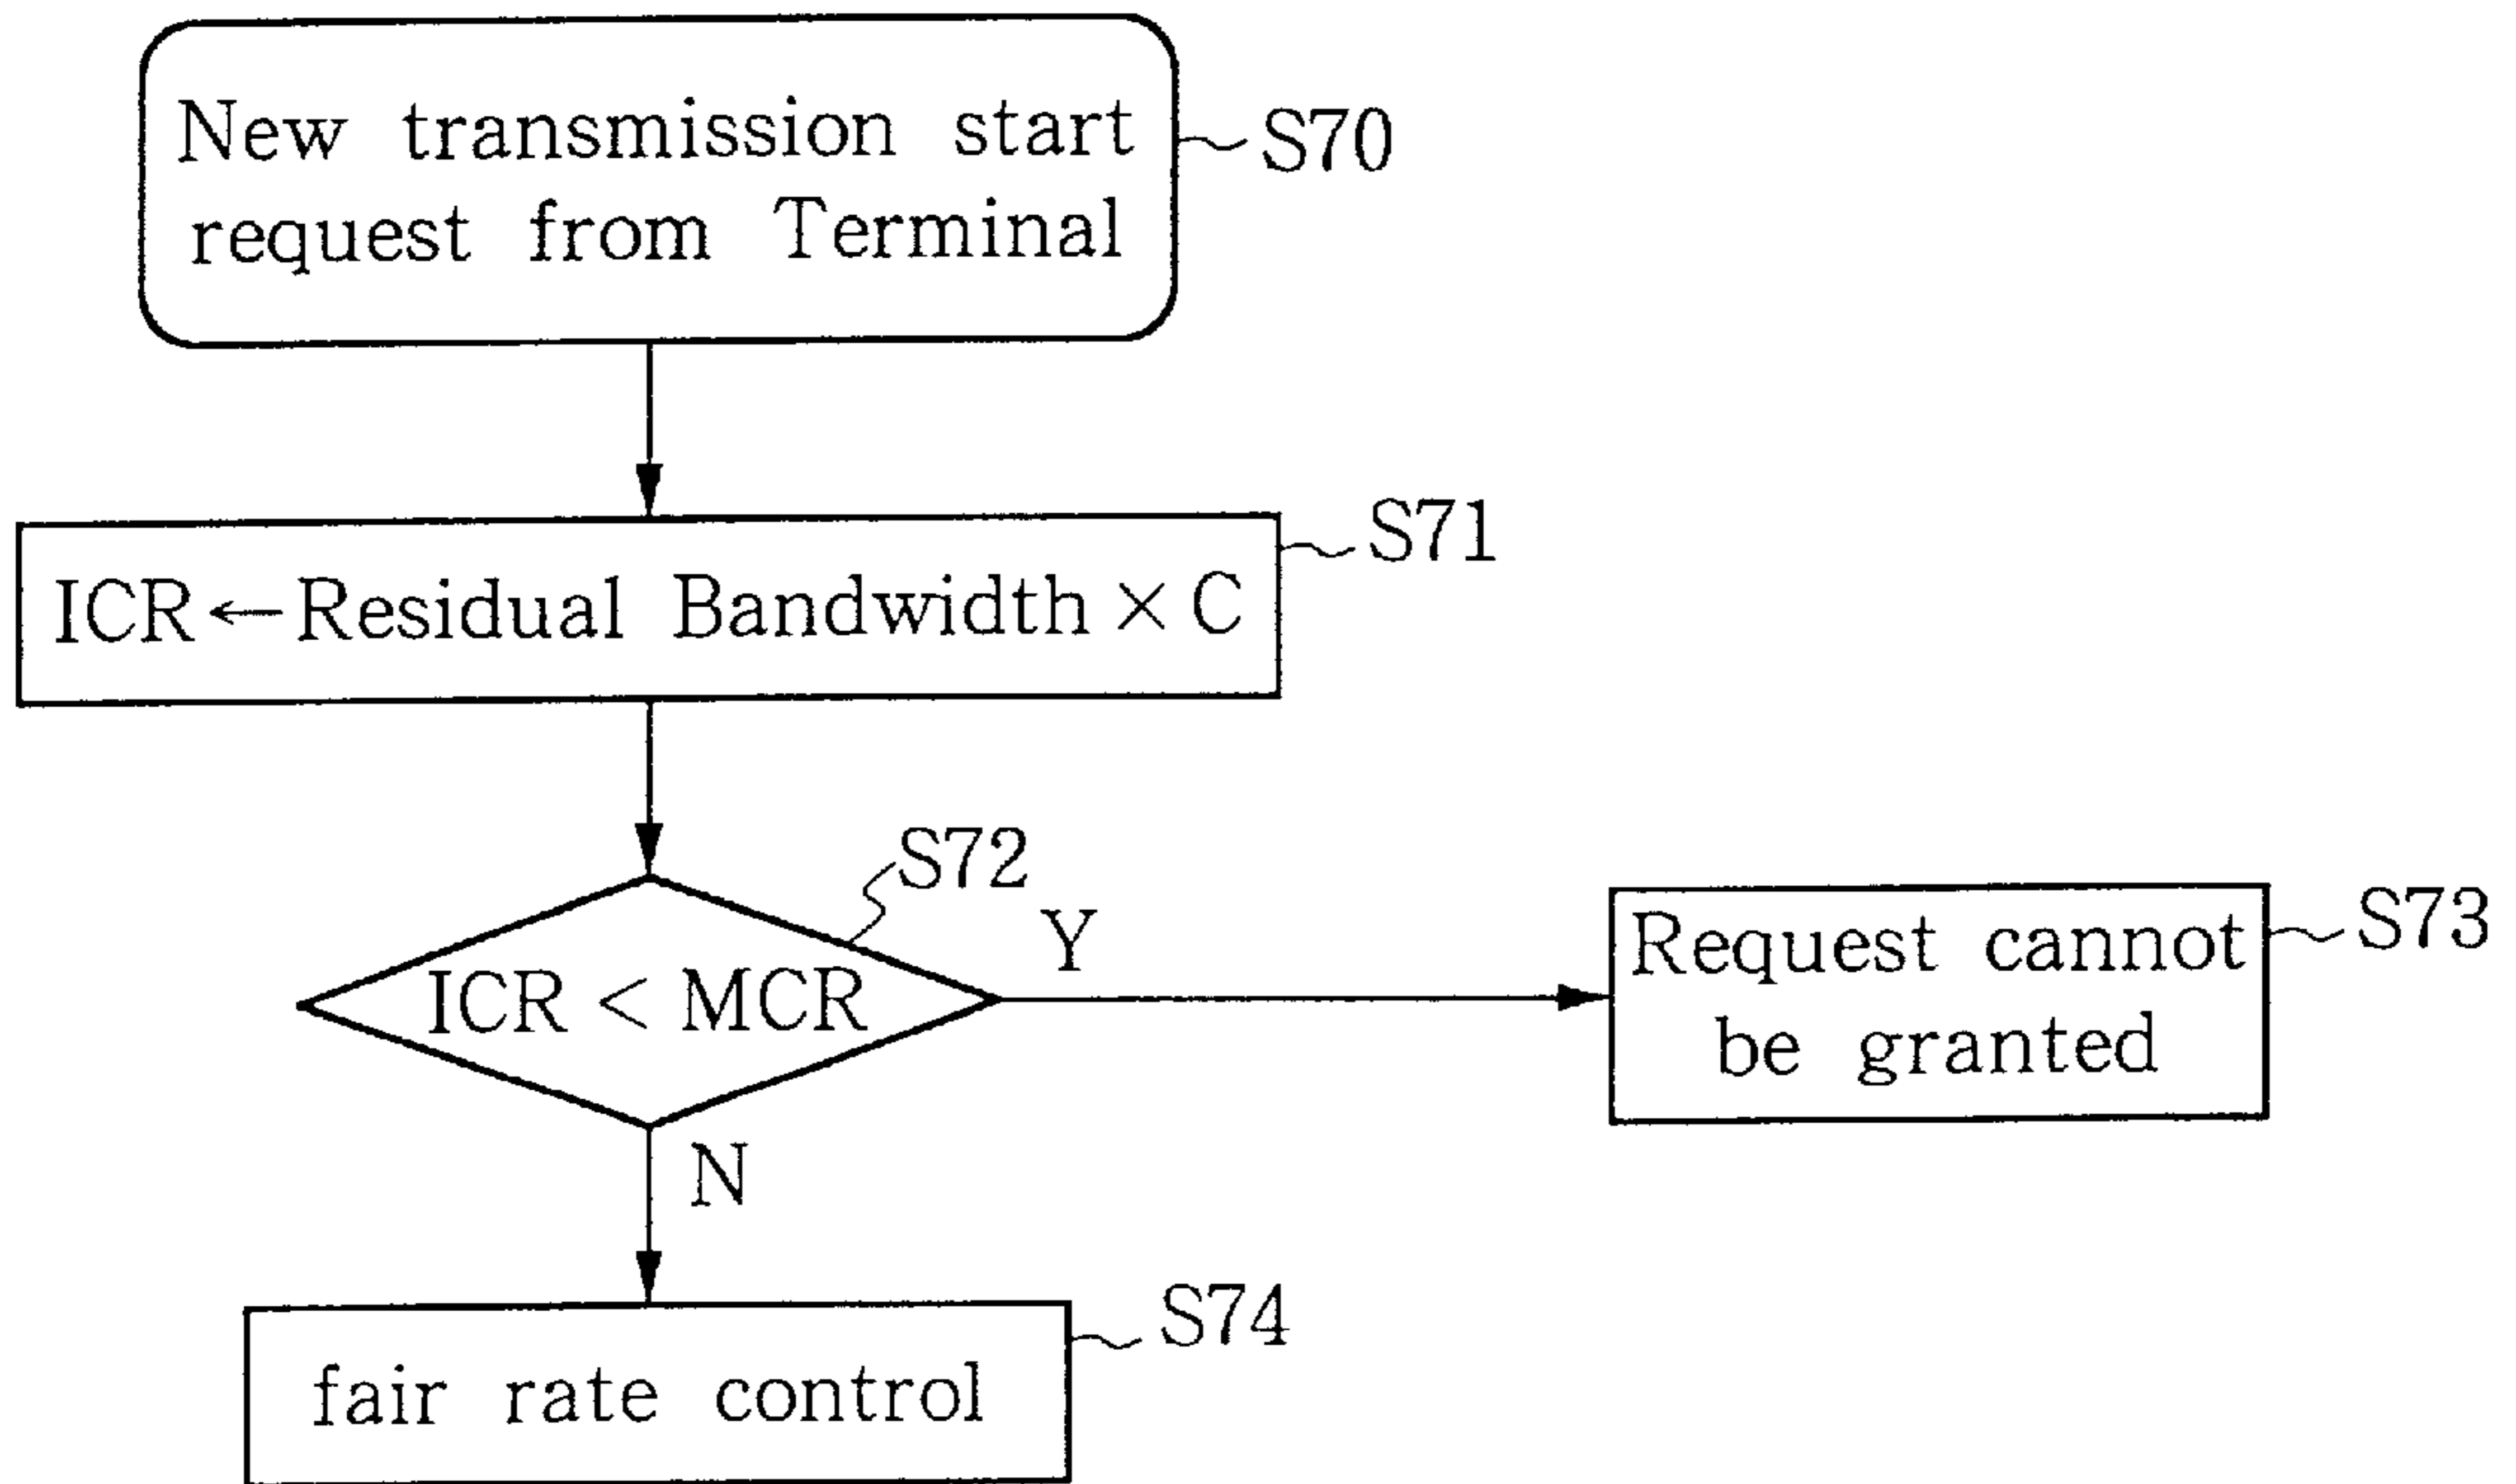 New transmission start
request from Terminal
S70
ICR←Residual Bandwidth × C
S71
S72
ICR < MCR
Y
Request cannot
be granted
S73
N
fair rate control
S74